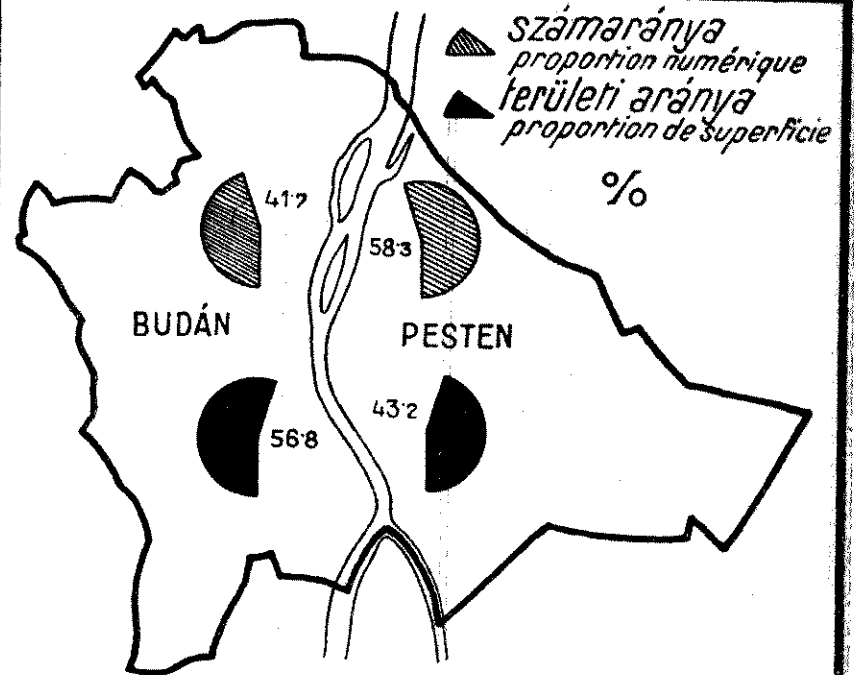 számaránya
proportion numérique
területi aránya
proportion de superficie
%
41·7
58·3
BUDÁN
PESTEN
43·2
56·8